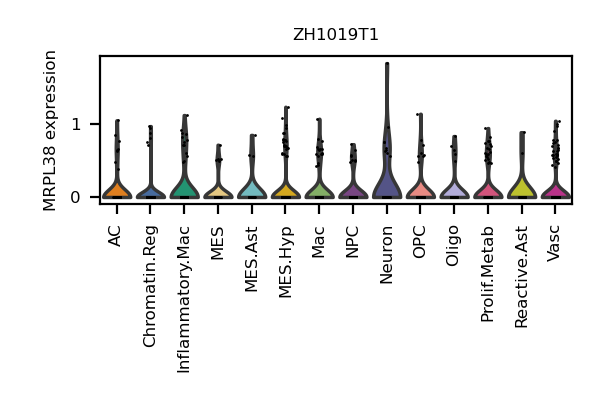 ZH1019T1
MRPL38 expression
1
0
AC
Chromatin.Reg
Inflammatory.Mac
MES
MES.Ast
MES.Hyp
Mac
NPC
Neuron
OPC
Oligo
Prolif.Metab
Reactive.Ast
Vasc